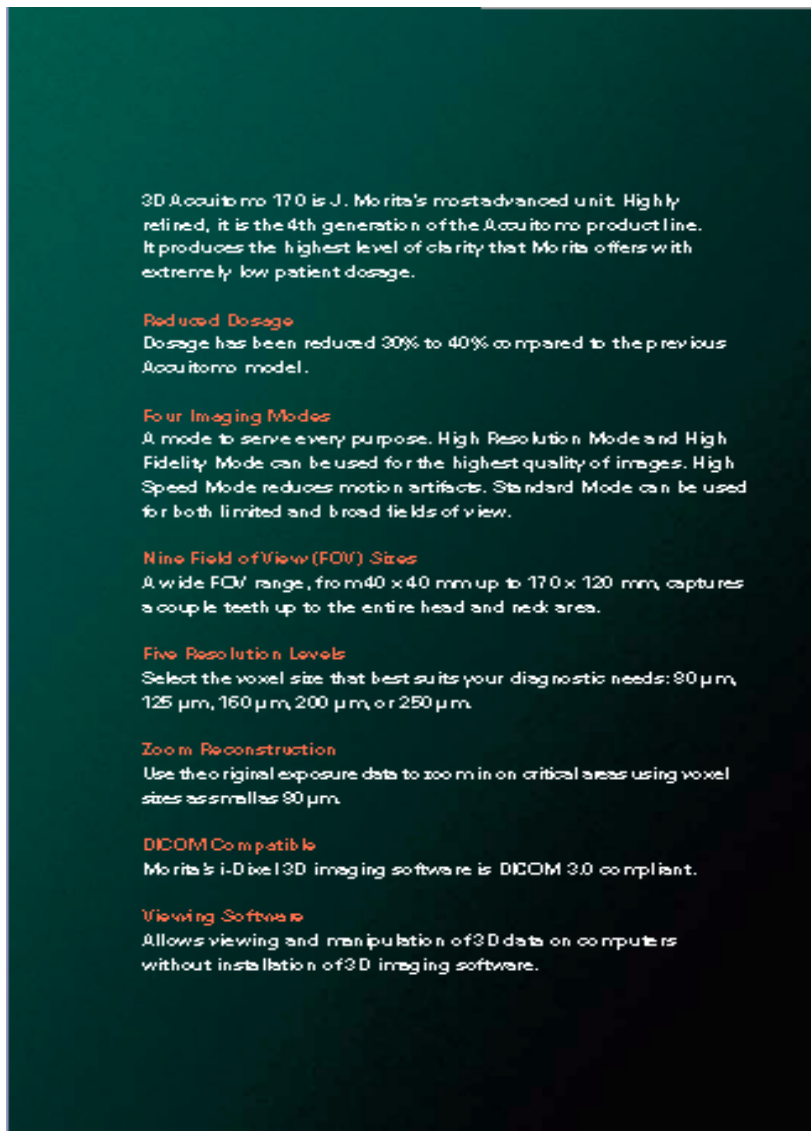 3D Accuitomo 170 is J. Morita's most advanced unit. Highly
refined, it is the 4th generation of the Accuitomo product line.
It produces the highest level of clarity that Morita offers with
extremely low patient dosage.
Reduced Dosage
Dosage has been reduced 30% to 40% compared to the previous
Accuitomo model.
Four Imaging Modes
A mode to serve every purpose. High Resolution Mode and High
Fidelity Mode can be used for the highest quality of images. High
Speed Mode reduces motion artifacts. Standard Mode can be used
for both limited and broad fields of view.
Nine Field of View (FOV) Sizes
A wide FOV range, from 40 x 40 mm up to 170 x 120 mm, captures
a couple teeth up to the entire head and neck area.
Five Resolution Levels
Select the voxel size that best suits your diagnostic needs: 80 µm,
125 µm, 160 µm, 200 µm, or 250 µm.
Zoom Reconstruction
Use the original exposure data to zoom in on critical areas using voxel
sizes as small as 80 µm.
DICOM Compatible
Morita's i-Dixel 3D imaging software is DICOM 3.0 compliant.
Viewing Software
Allows viewing and manipulation of 3D data on computers
without installation of 3D imaging software.